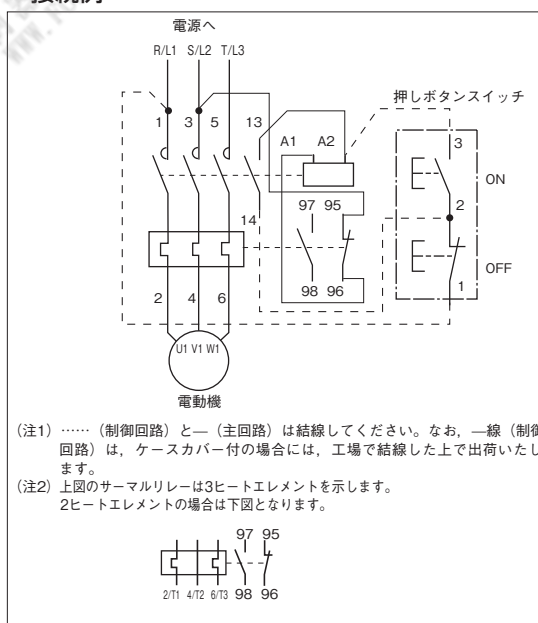 電源へ
R/L1 S/L2 T/L3
押しボタンスイッチ
1 3 5 13
A1 A2
3
ON
2
97 95
14
OFF
98 96
1
2 4 6
U1 V1 W1
電動機
(注1) ……(制御回路)と―(主回路)は結線してください。なお，―線(制御
回路)は，ケースカバー付の場合には，工場で結線した上で出荷いたし
ます。
(注2) 上図のサーマルリレーは3ヒートエレメントを示します。
2ヒートエレメントの場合は下図となります。
97 95
2/T1 4/T2 6/T3 98 96